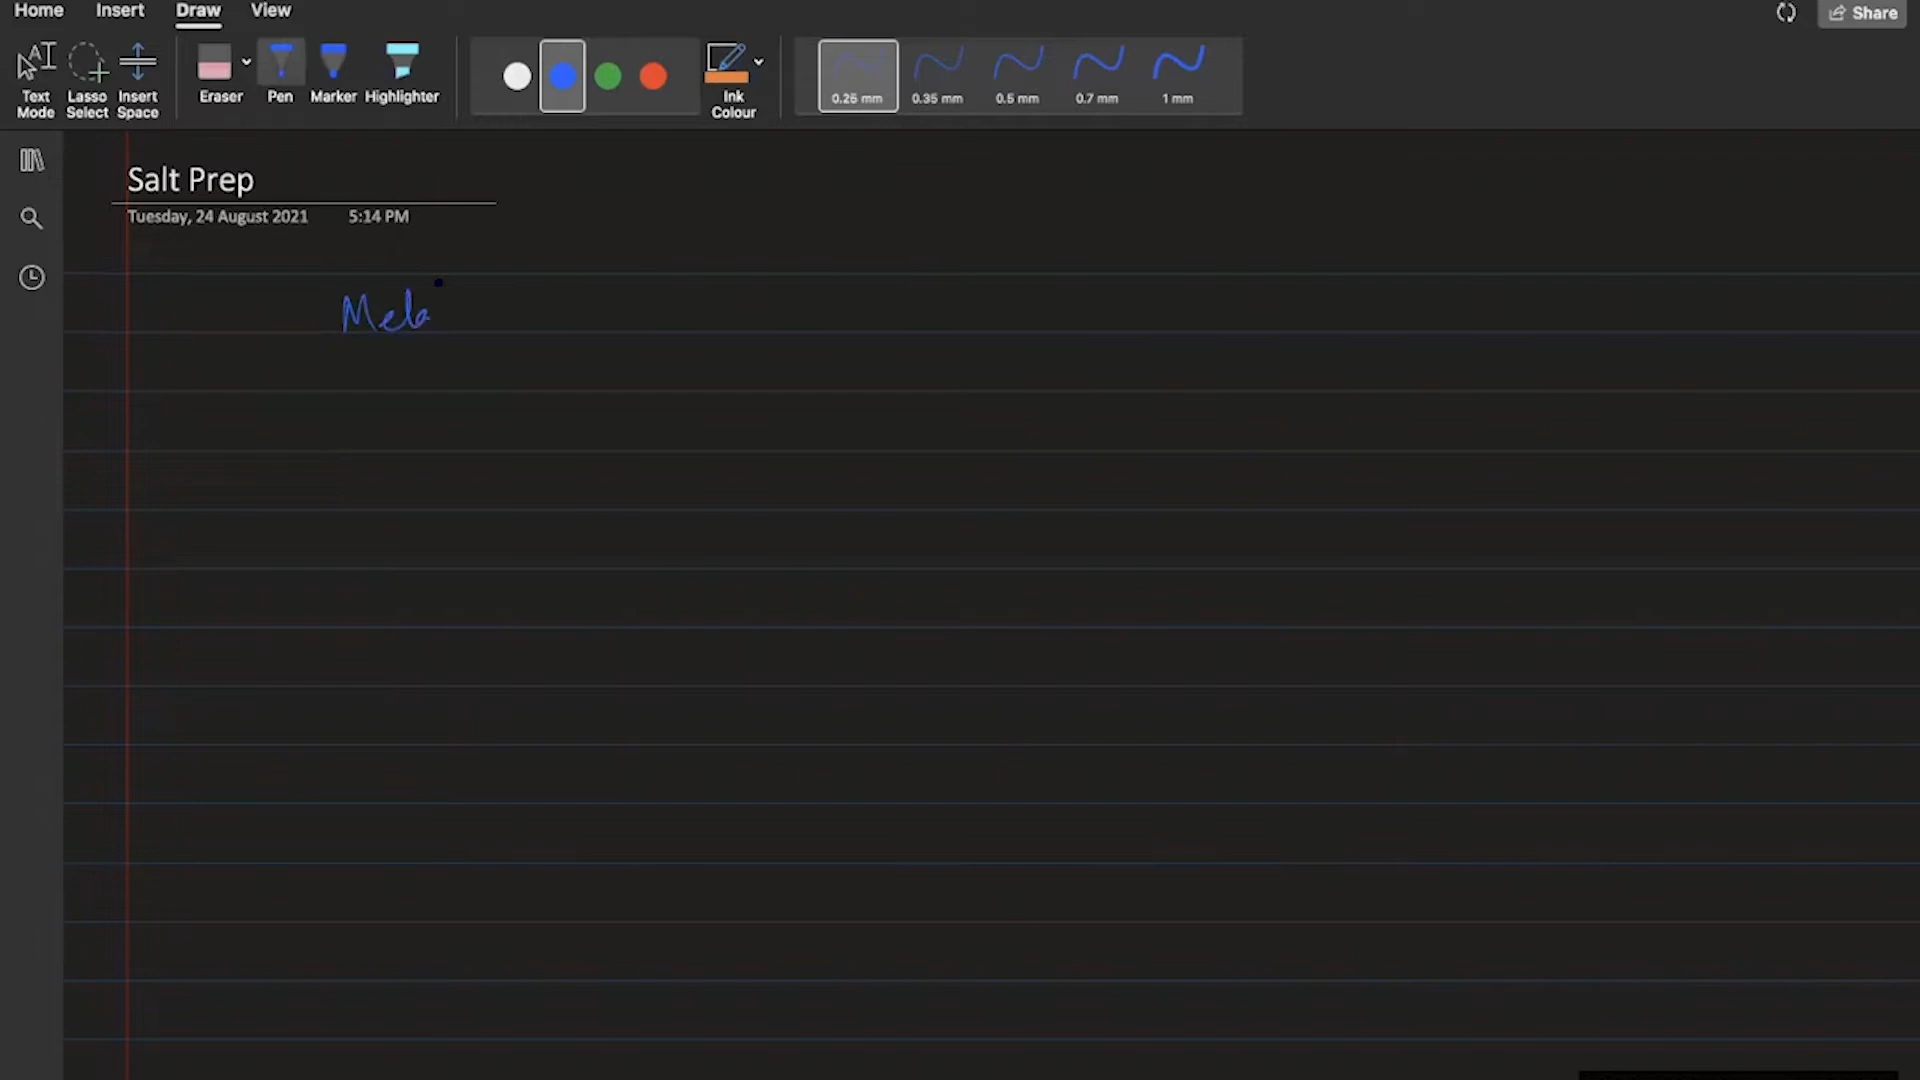 Home Insert Draw View Share
Text Mode Lasso Select Insert Space Eraser Pen Marker Highlighter Ink Colour 0.25 mm 0.35 mm 0.5 mm 0.7 mm 1 mm
Salt Prep
Tuesday, 24 August 2021 5:14 PM
Meta